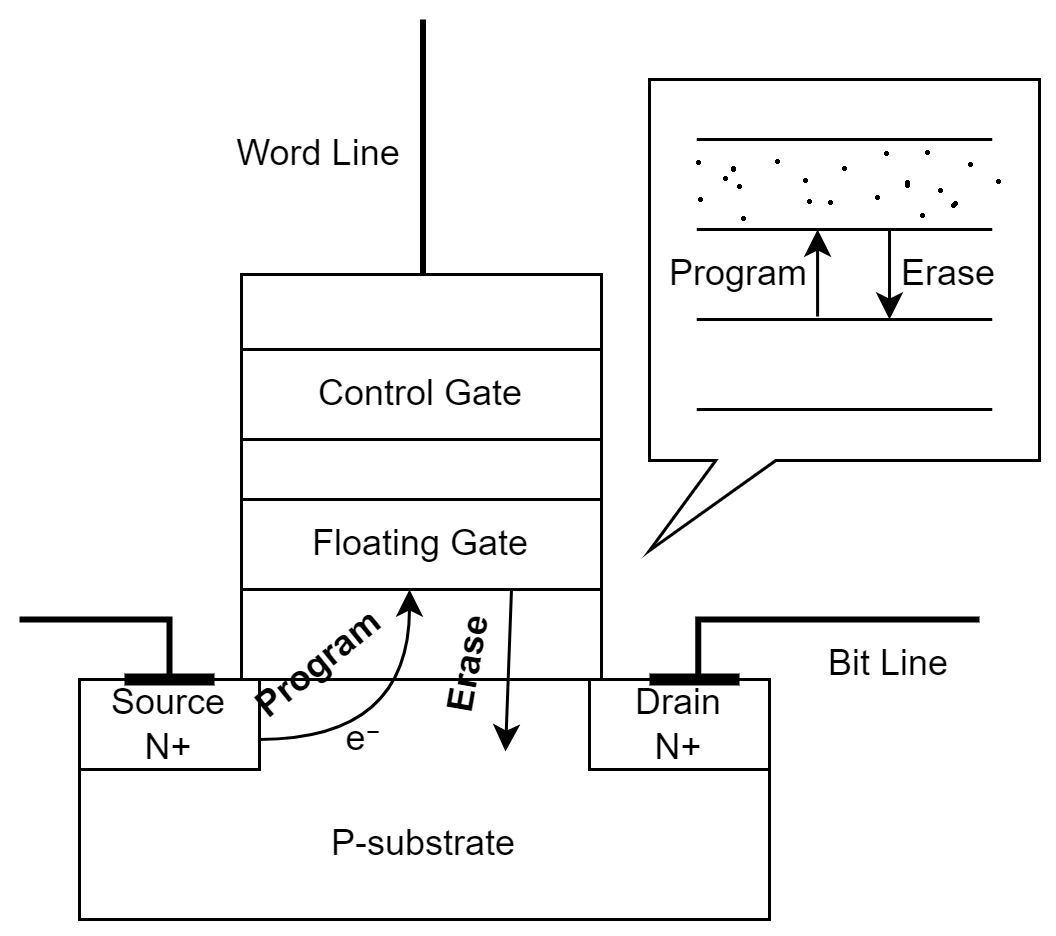 Word Line
Program
Erase
Control Gate
Floating Gate
Program
Erase
e⁻
Bit Line
Source
N+
Drain
N+
P-substrate